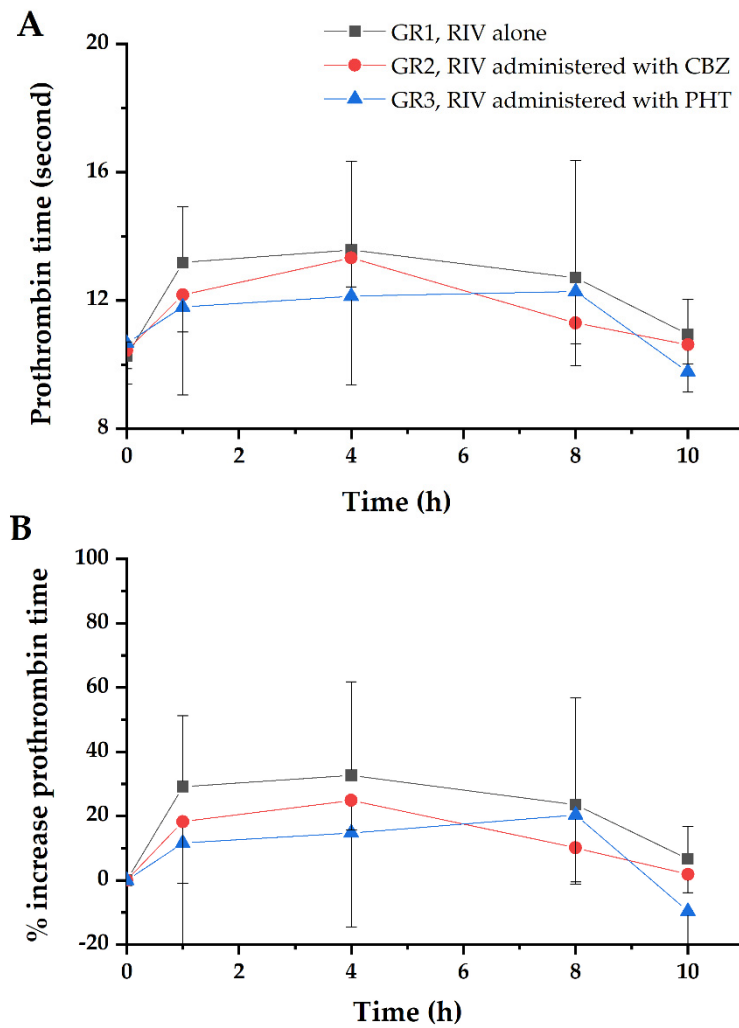 A
GR1, RIV alone
GR2, RIV administered with CBZ
GR3, RIV administered with PHT
Prothrombin time (second)
20
16
12
8
0 2 4 6 8 10
Time (h)
B
% increase prothrombin time
100
80
60
40
20
0
-20
0 2 4 6 8 10
Time (h)